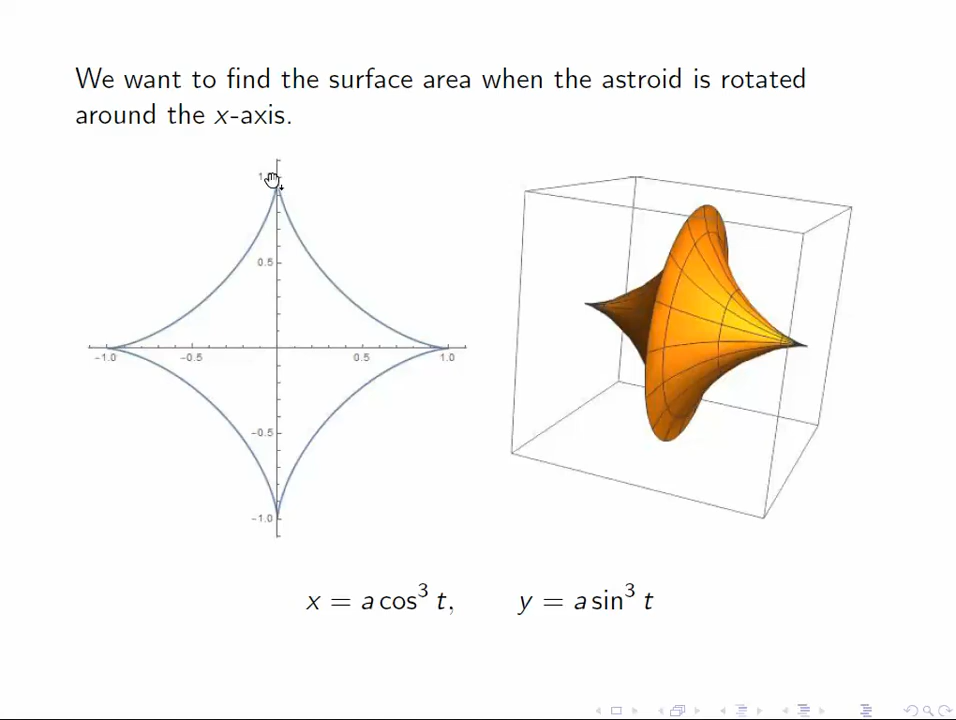 We want to find the surface area when the astroid is rotated
around the x-axis.
1.0
0.5
−1.0 −0.5 0.5 1.0
−0.5
−1.0
x = a cos³ t, y = a sin³ t